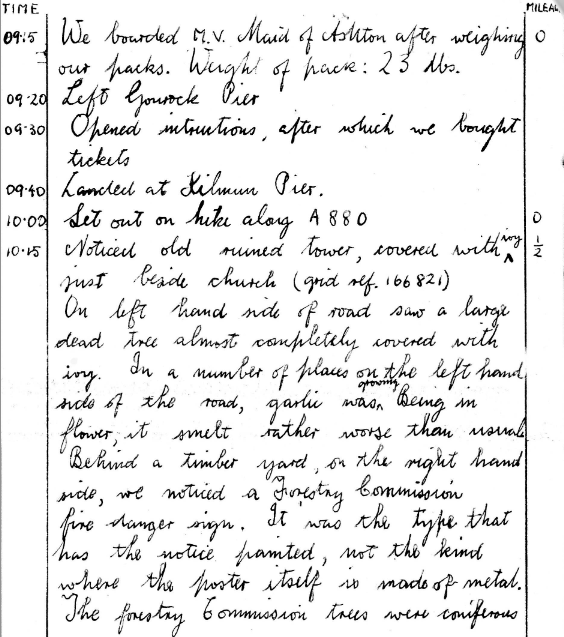 TIME MILEAG
09:15 We boarded M.V. Maid of Ashton after weighing 0
our packs. Weight of pack: 23 lbs.
09.20 Left Gourock Pier
09.30 Opened intructions, after which we bought
tickets
09.40 Landed at Kilmun Pier.
10.00 Set out on hike along A880 0
10.15 Noticed old ruined tower, covered with ivy 1/2
just beside church (grid ref. 166821)
On left hand side of road saw a large
dead tree almost completely covered with
ivy. In a number of places on the left hand
side of the road, garlic was growing. Being in
flower, it smelt rather worse than usual.
Behind a timber yard, on the right hand
side, we noticed a Forestry Commission
fire danger sign. It was the type that
has the notice painted, not the kind
where the poster itself is made of metal.
The forestry Commission trees were coniferous